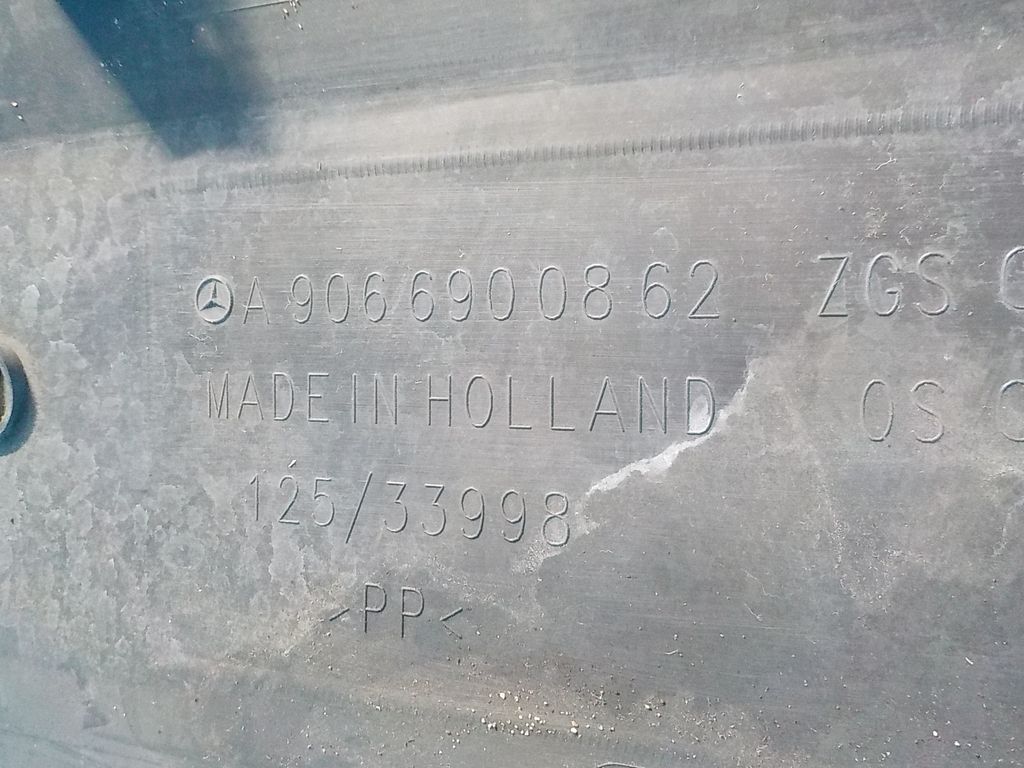 A 906 690 08 62 ZGS
MADE IN HOLLAND OS
125/33998
<PP<